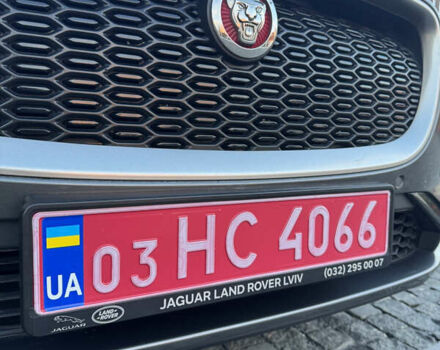 UA 03 HC 4066
JAGUAR LAND-ROVER JAGUAR LAND ROVER LVIV (032) 295 00 07